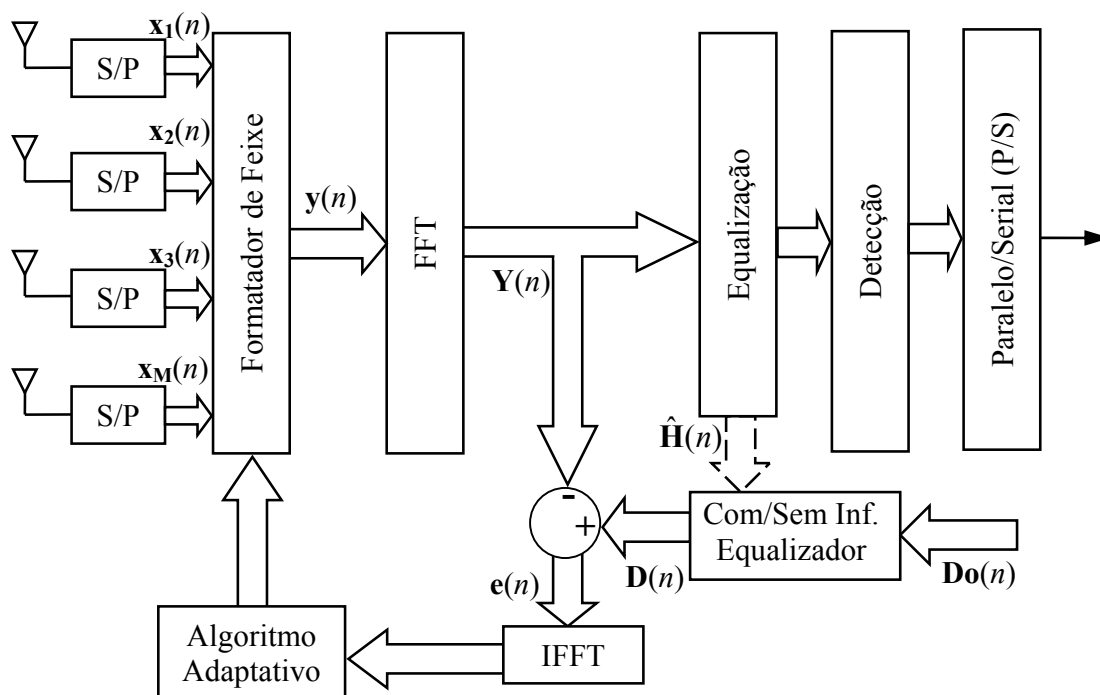 x1(n)
S/P
x2(n)
S/P
x3(n)
S/P
xM(n)
S/P
Formatador de Feixe
y(n)
FFT
Y(n)
Equalização
Detecção
Paralelo/Serial (P/S)
Ĥ(n)
-
+
Com/Sem Inf.
Equalizador
D(n)
Do(n)
e(n)
IFFT
Algoritmo
Adaptativo